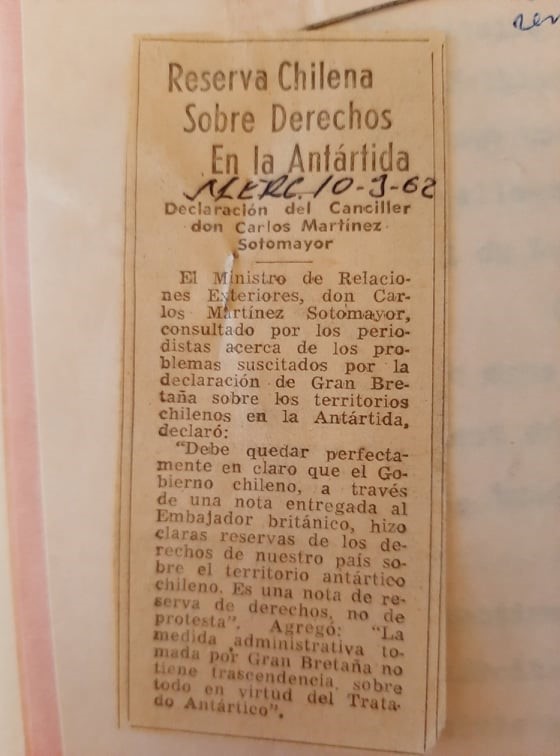 Reserva Chilena
Sobre Derechos
En la Antártida
MERC. 10-3-62
Declaración del Canciller
don Carlos Martínez
Sotomayor
El Ministro de Relacio-
nes Exteriores, don Car-
los Martínez Sotomayor,
consultado por los perio-
distas acerca de los pro-
blemas suscitados por la
declaración de Gran Bre-
taña sobre los territorios
chilenos en la Antártida,
declaró:
"Debe quedar perfecta-
mente en claro que el Go-
bierno chileno, a través
de una nota entregada al
Embajador británico, hizo
claras reservas de los de-
rechos de nuestro país so-
bre el territorio antártico
chileno. Es una nota de re-
serva de derechos, no de
protesta". Agregó: "La
medida administrativa to-
mada por Gran Bretaña no
tiene trascendencia, sobre
todo en virtud del Trata-
do Antártico".